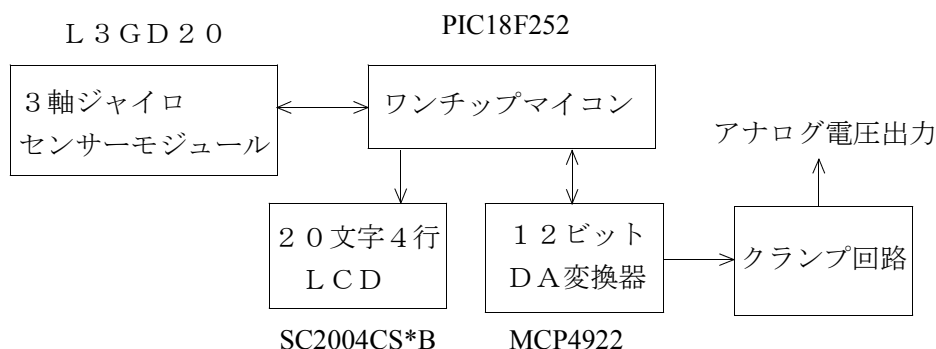 Ｌ３ＧＤ２０
PIC18F252
３軸ジャイロ
センサーモジュール
ワンチップマイコン
アナログ電圧出力
２０文字４行
ＬＣＤ
１２ビット
ＤＡ変換器
クランプ回路
SC2004CS*B
MCP4922